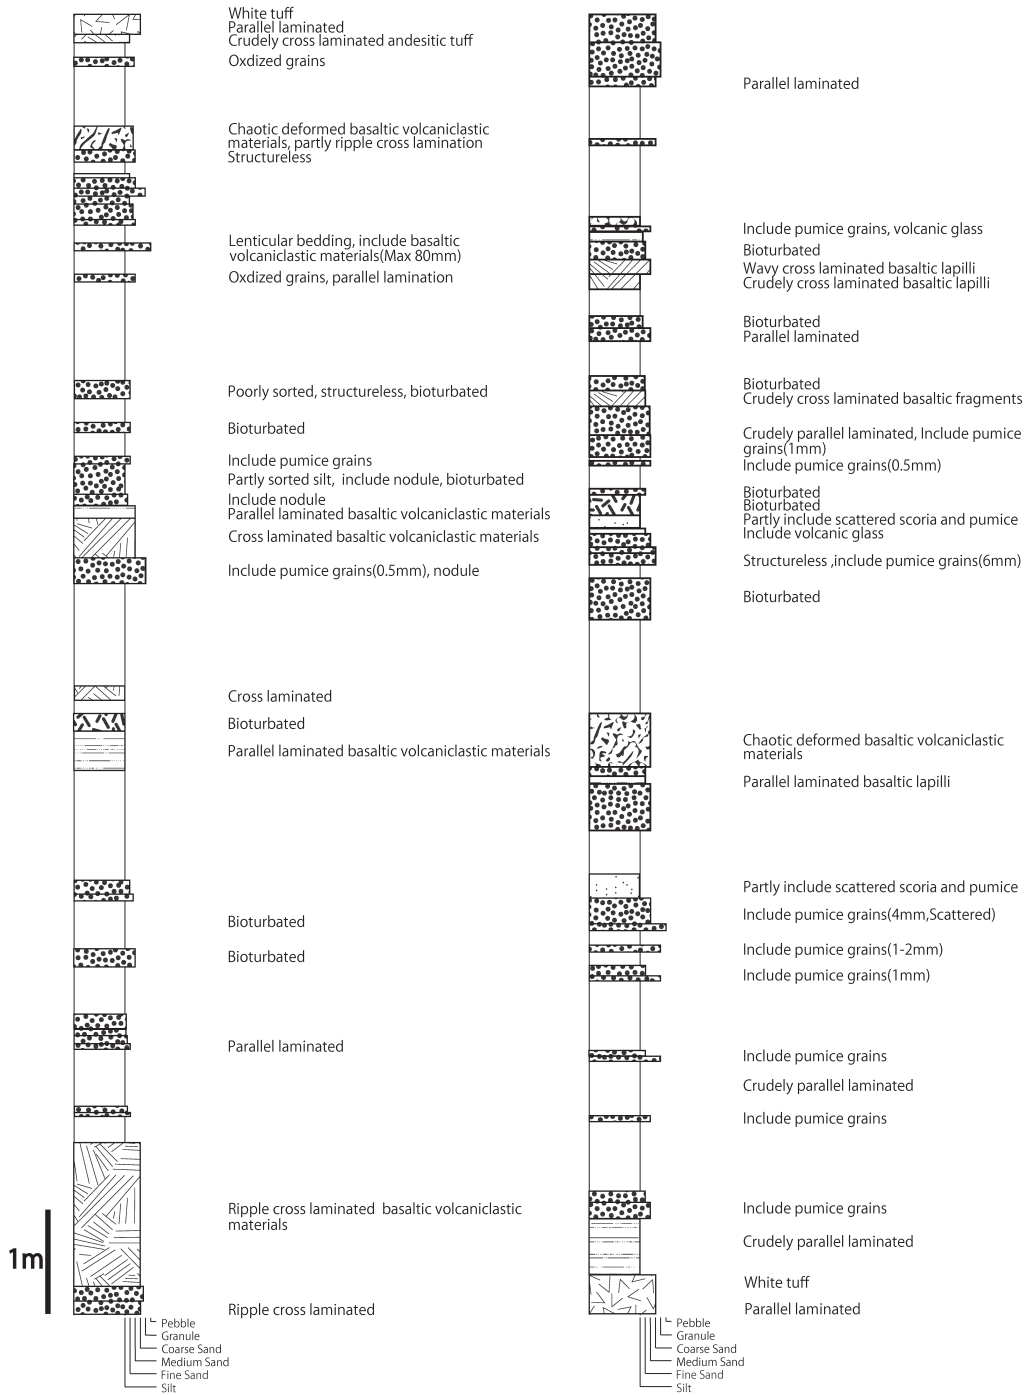 White tuff
Parallel laminated
Crudely cross laminated andesitic tuff
Oxdized grains
Chaotic deformed basaltic volcaniclastic
materials, partly ripple cross lamination
Structureless
Lenticular bedding, include basaltic
volcaniclastic materials(Max 80mm)
Oxdized grains, parallel lamination
Poorly sorted, structureless, bioturbated
Bioturbated
Include pumice grains
Partly sorted silt, include nodule, bioturbated
Include nodule
Parallel laminated basaltic volcaniclastic materials
Cross laminated basaltic volcaniclastic materials
Include pumice grains(0.5mm), nodule
Cross laminated
Bioturbated
Parallel laminated basaltic volcaniclastic materials
Bioturbated
Bioturbated
Parallel laminated
Ripple cross laminated basaltic volcaniclastic
materials
1m
Ripple cross laminated
Pebble
Granule
Coarse Sand
Medium Sand
Fine Sand
Silt
Parallel laminated
Include pumice grains, volcanic glass
Bioturbated
Wavy cross laminated basaltic lapilli
Crudely cross laminated basaltic lapilli
Bioturbated
Parallel laminated
Bioturbated
Crudely cross laminated basaltic fragments
Crudely parallel laminated, Include pumice
grains(1mm)
Include pumice grains(0.5mm)
Bioturbated
Bioturbated
Partly include scattered scoria and pumice
Include volcanic glass
Structureless ,include pumice grains(6mm)
Bioturbated
Chaotic deformed basaltic volcaniclastic
materials
Parallel laminated basaltic lapilli
Partly include scattered scoria and pumice
Include pumice grains(4mm,Scattered)
Include pumice grains(1-2mm)
Include pumice grains(1mm)
Include pumice grains
Crudely parallel laminated
Include pumice grains
Include pumice grains
Crudely parallel laminated
White tuff
Parallel laminated
Pebble
Granule
Coarse Sand
Medium Sand
Fine Sand
Silt